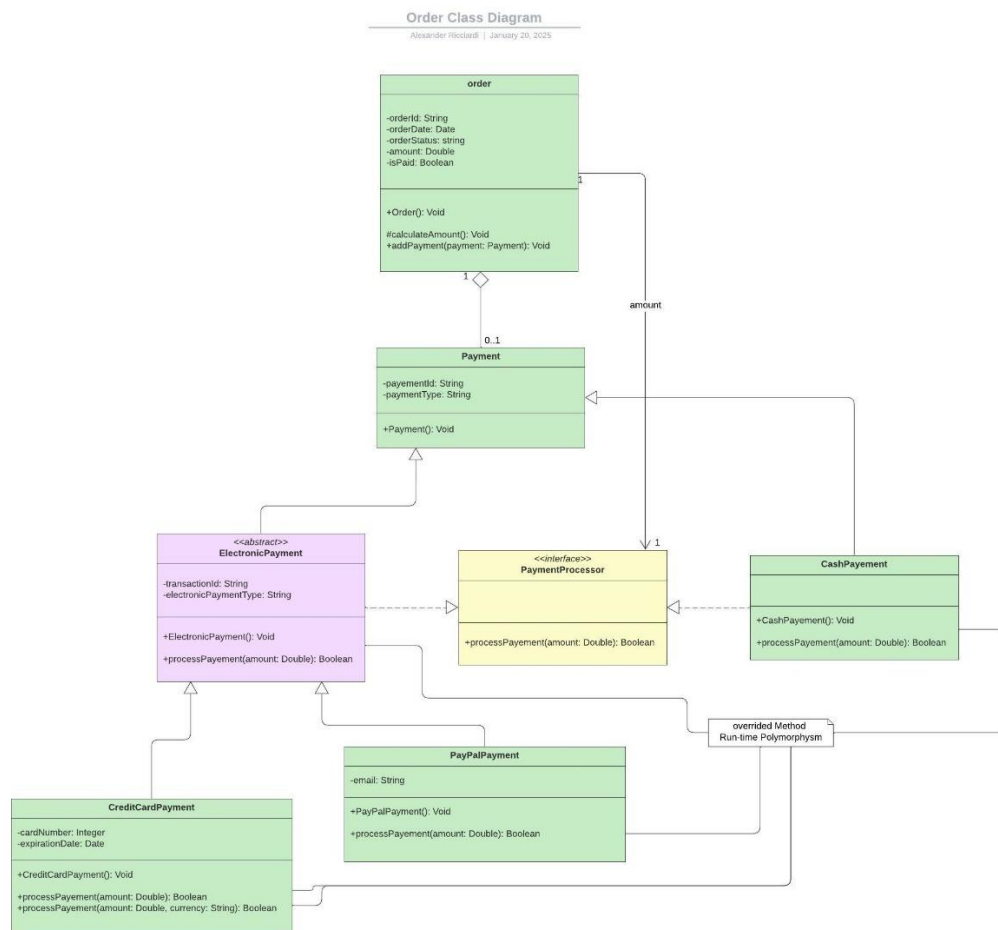 Order Class Diagram
Alexander Ricciardi | January 20, 2025
order
-orderId: String
-orderDate: Date
-orderStatus: string
-amount: Double
-isPaid: Boolean
+Order(): Void
#calculateAmount(): Void
+addPayment(payment: Payment): Void
1
1
amount
0..1
Payment
-payementId: String
-paymentType: String
+Payment(): Void
<<abstract>>
ElectronicPayment
-transactionId: String
-electronicPaymentType: String
+ElectronicPayment(): Void
+processPayement(amount: Double): Boolean
1
<<interface>>
PaymentProcessor
+processPayement(amount: Double): Boolean
CashPayement
+CashPayement(): Void
+processPayement(amount: Double): Boolean
overrided Method
Run-time Polymorphysm
PayPalPayment
-email: String
+PayPalPayment(): Void
+processPayement(amount: Double): Boolean
CreditCardPayment
-cardNumber: Integer
-expirationDate: Date
+CreditCardPayment(): Void
+processPayement(amount: Double): Boolean
+processPayement(amount: Double, currency: String): Boolean